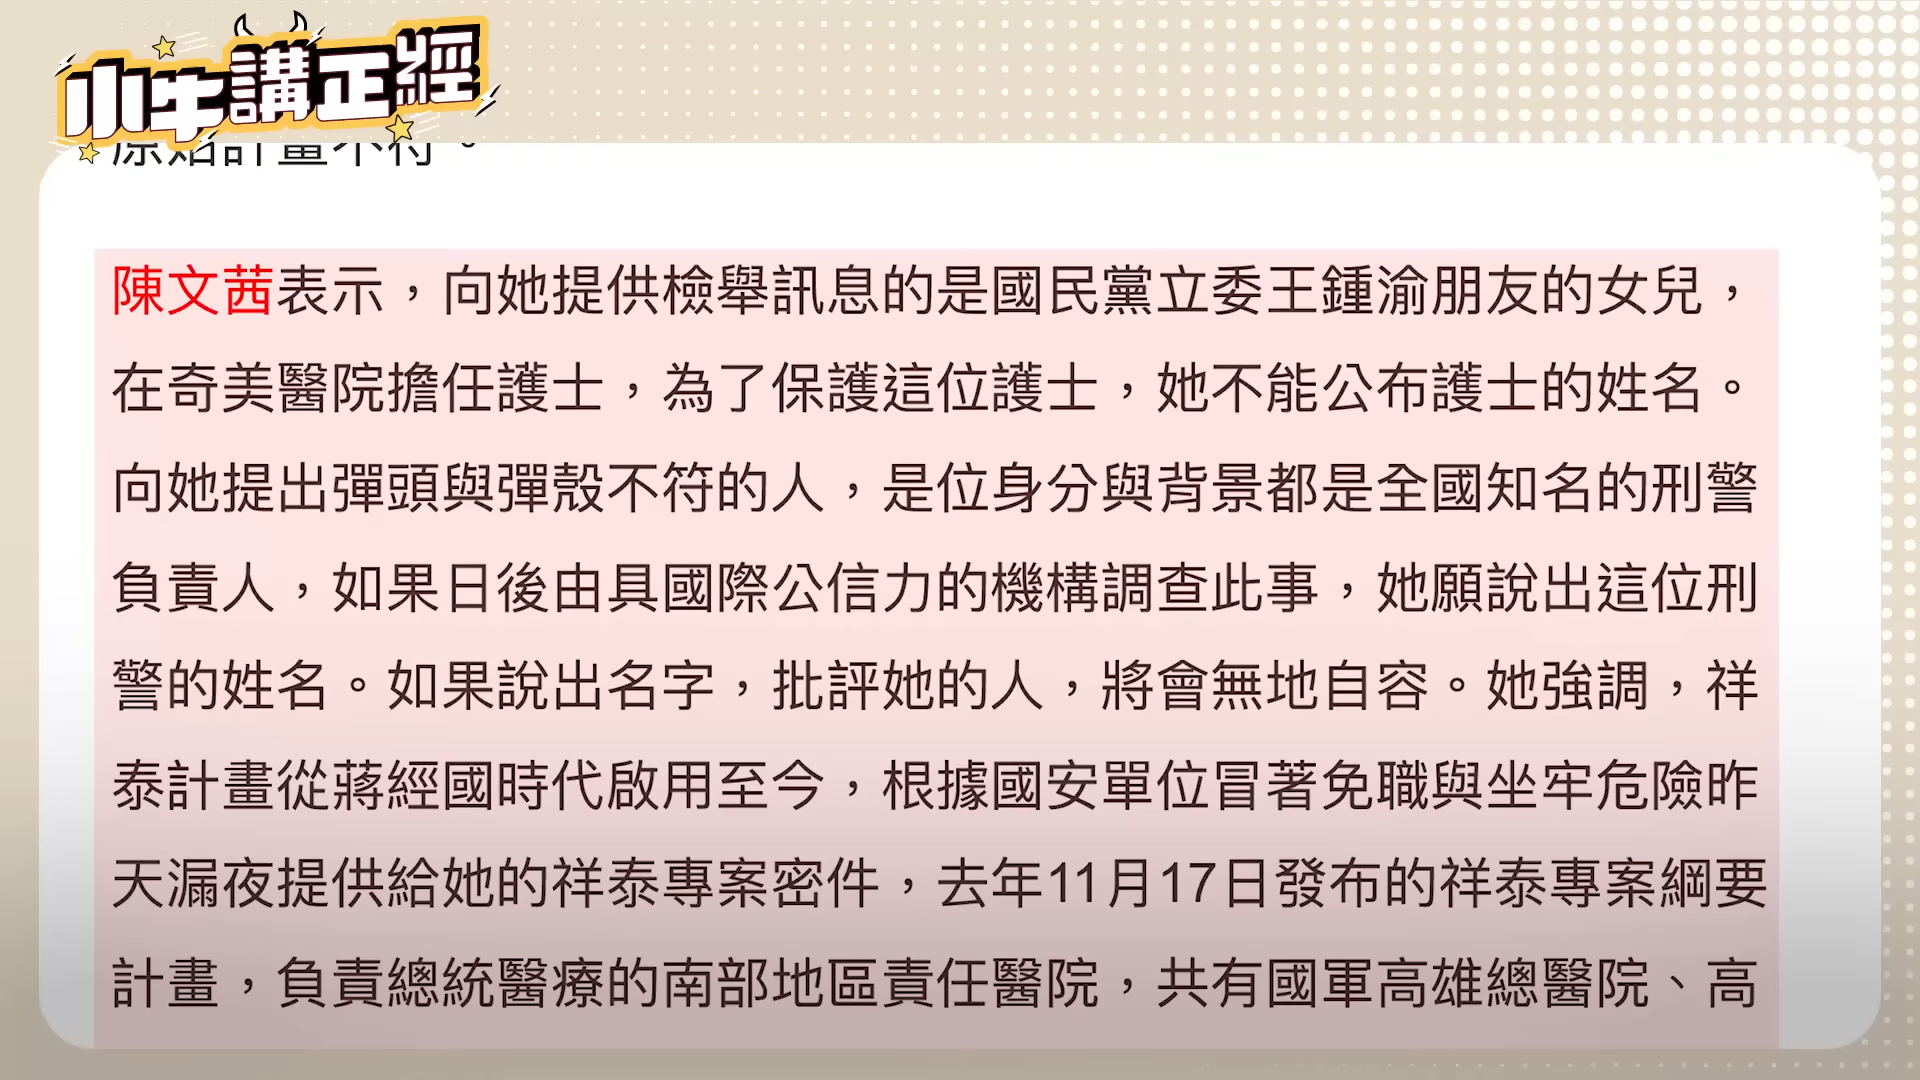 小牛講正經
原始計畫不符。
陳文茜表示，向她提供檢舉訊息的是國民黨立委王鍾渝朋友的女兒，
在奇美醫院擔任護士，為了保護這位護士，她不能公布護士的姓名。
向她提出彈頭與彈殼不符的人，是位身分與背景都是全國知名的刑警
負責人，如果日後由具國際公信力的機構調查此事，她願說出這位刑
警的姓名。如果說出名字，批評她的人，將會無地自容。她強調，祥
泰計畫從蔣經國時代啟用至今，根據國安單位冒著免職與坐牢危險昨
天漏夜提供給她的祥泰專案密件，去年11月17日發布的祥泰專案綱要
計畫，負責總統醫療的南部地區責任醫院，共有國軍高雄總醫院、高